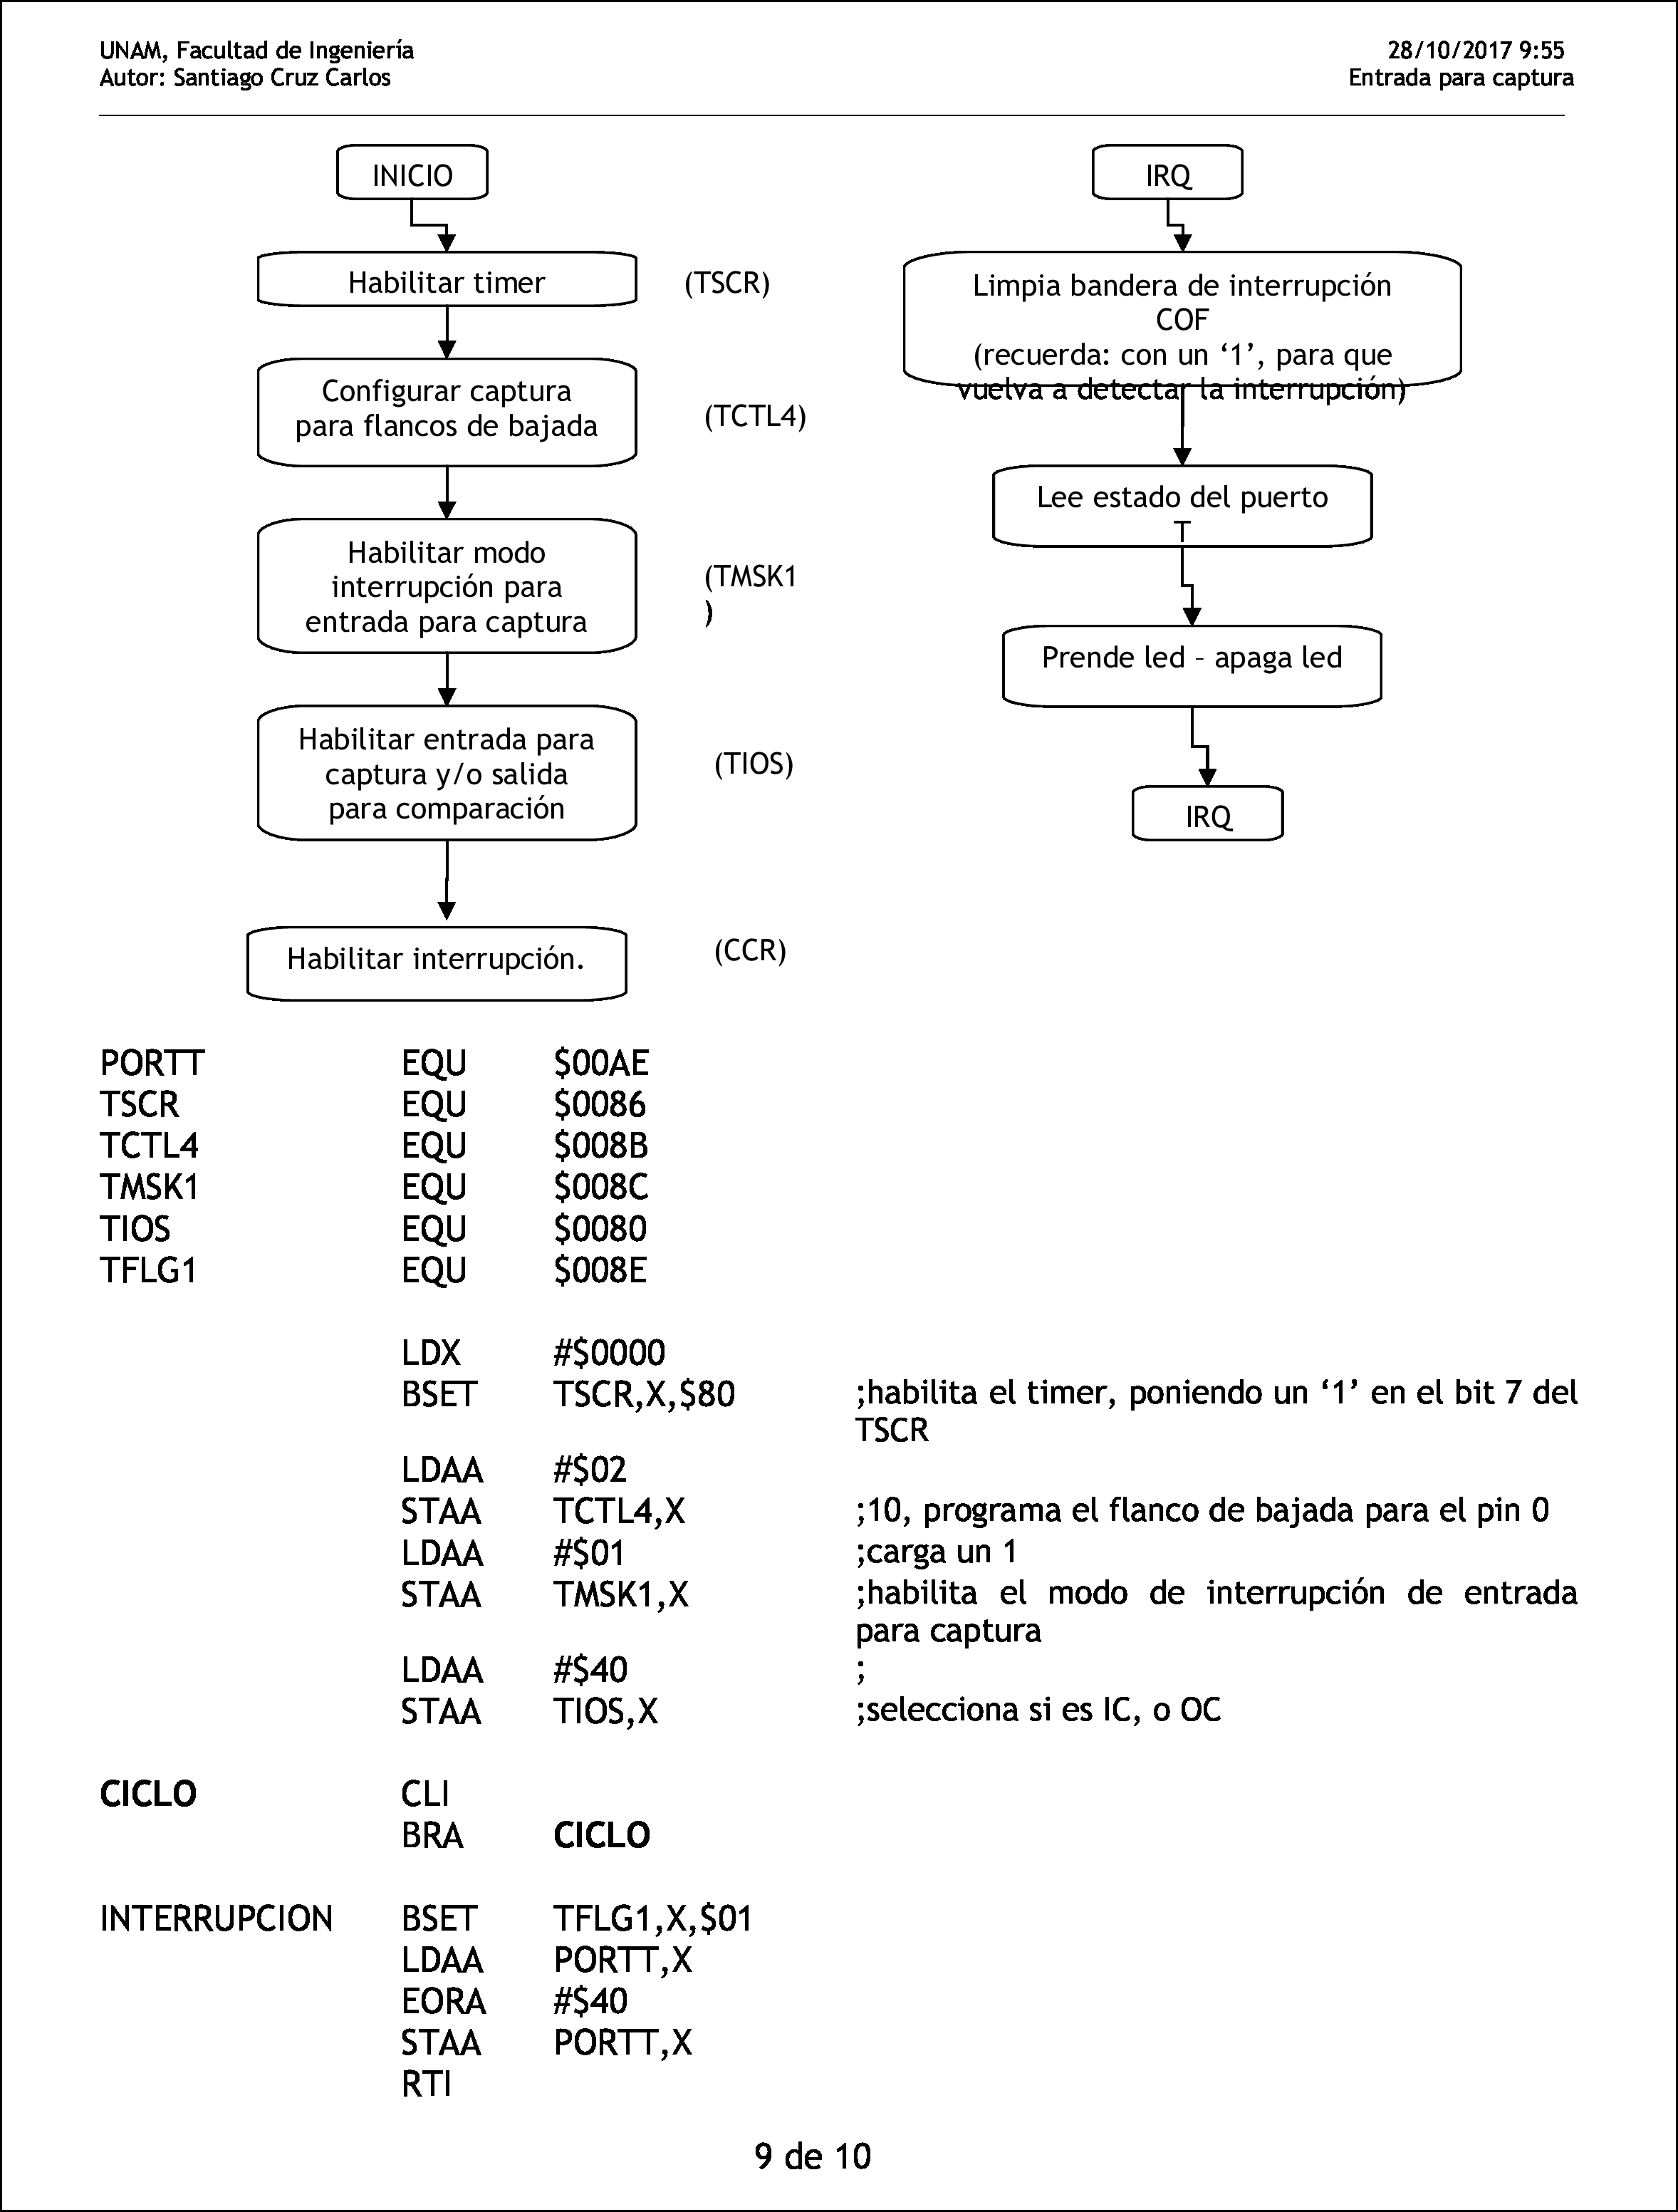 UNAM, Facultad de Ingeniería
Autor: Santiago Cruz Carlos
28/10/2017 9:55
Entrada para captura
INICIO
Habilitar timer
(TSCR)
Configurar captura
para flancos de bajada
(TCTL4)
Habilitar modo
interrupción para
entrada para captura
(TMSK1
)
Habilitar entrada para
captura y/o salida
para comparación
(TIOS)
Habilitar interrupción.
(CCR)
IRQ
Limpia bandera de interrupción
COF
(recuerda: con un ‘1’, para que
vuelva a detectar la interrupción)
Lee estado del puerto
T
Prende led – apaga led
IRQ
PORTT EQU $00AE
TSCR EQU $0086
TCTL4 EQU $008B
TMSK1 EQU $008C
TIOS EQU $0080
TFLG1 EQU $008E
LDX #$0000
BSET TSCR,X,$80 ;habilita el timer, poniendo un ‘1’ en el bit 7 del
TSCR
LDAA #$02
STAA TCTL4,X ;10, programa el flanco de bajada para el pin 0
LDAA #$01 ;carga un 1
STAA TMSK1,X ;habilita el modo de interrupción de entrada
para captura
LDAA #$40 ;
STAA TIOS,X ;selecciona si es IC, o OC
CICLO CLI
BRA CICLO
INTERRUPCION BSET TFLG1,X,$01
LDAA PORTT,X
EORA #$40
STAA PORTT,X
RTI
9 de 10